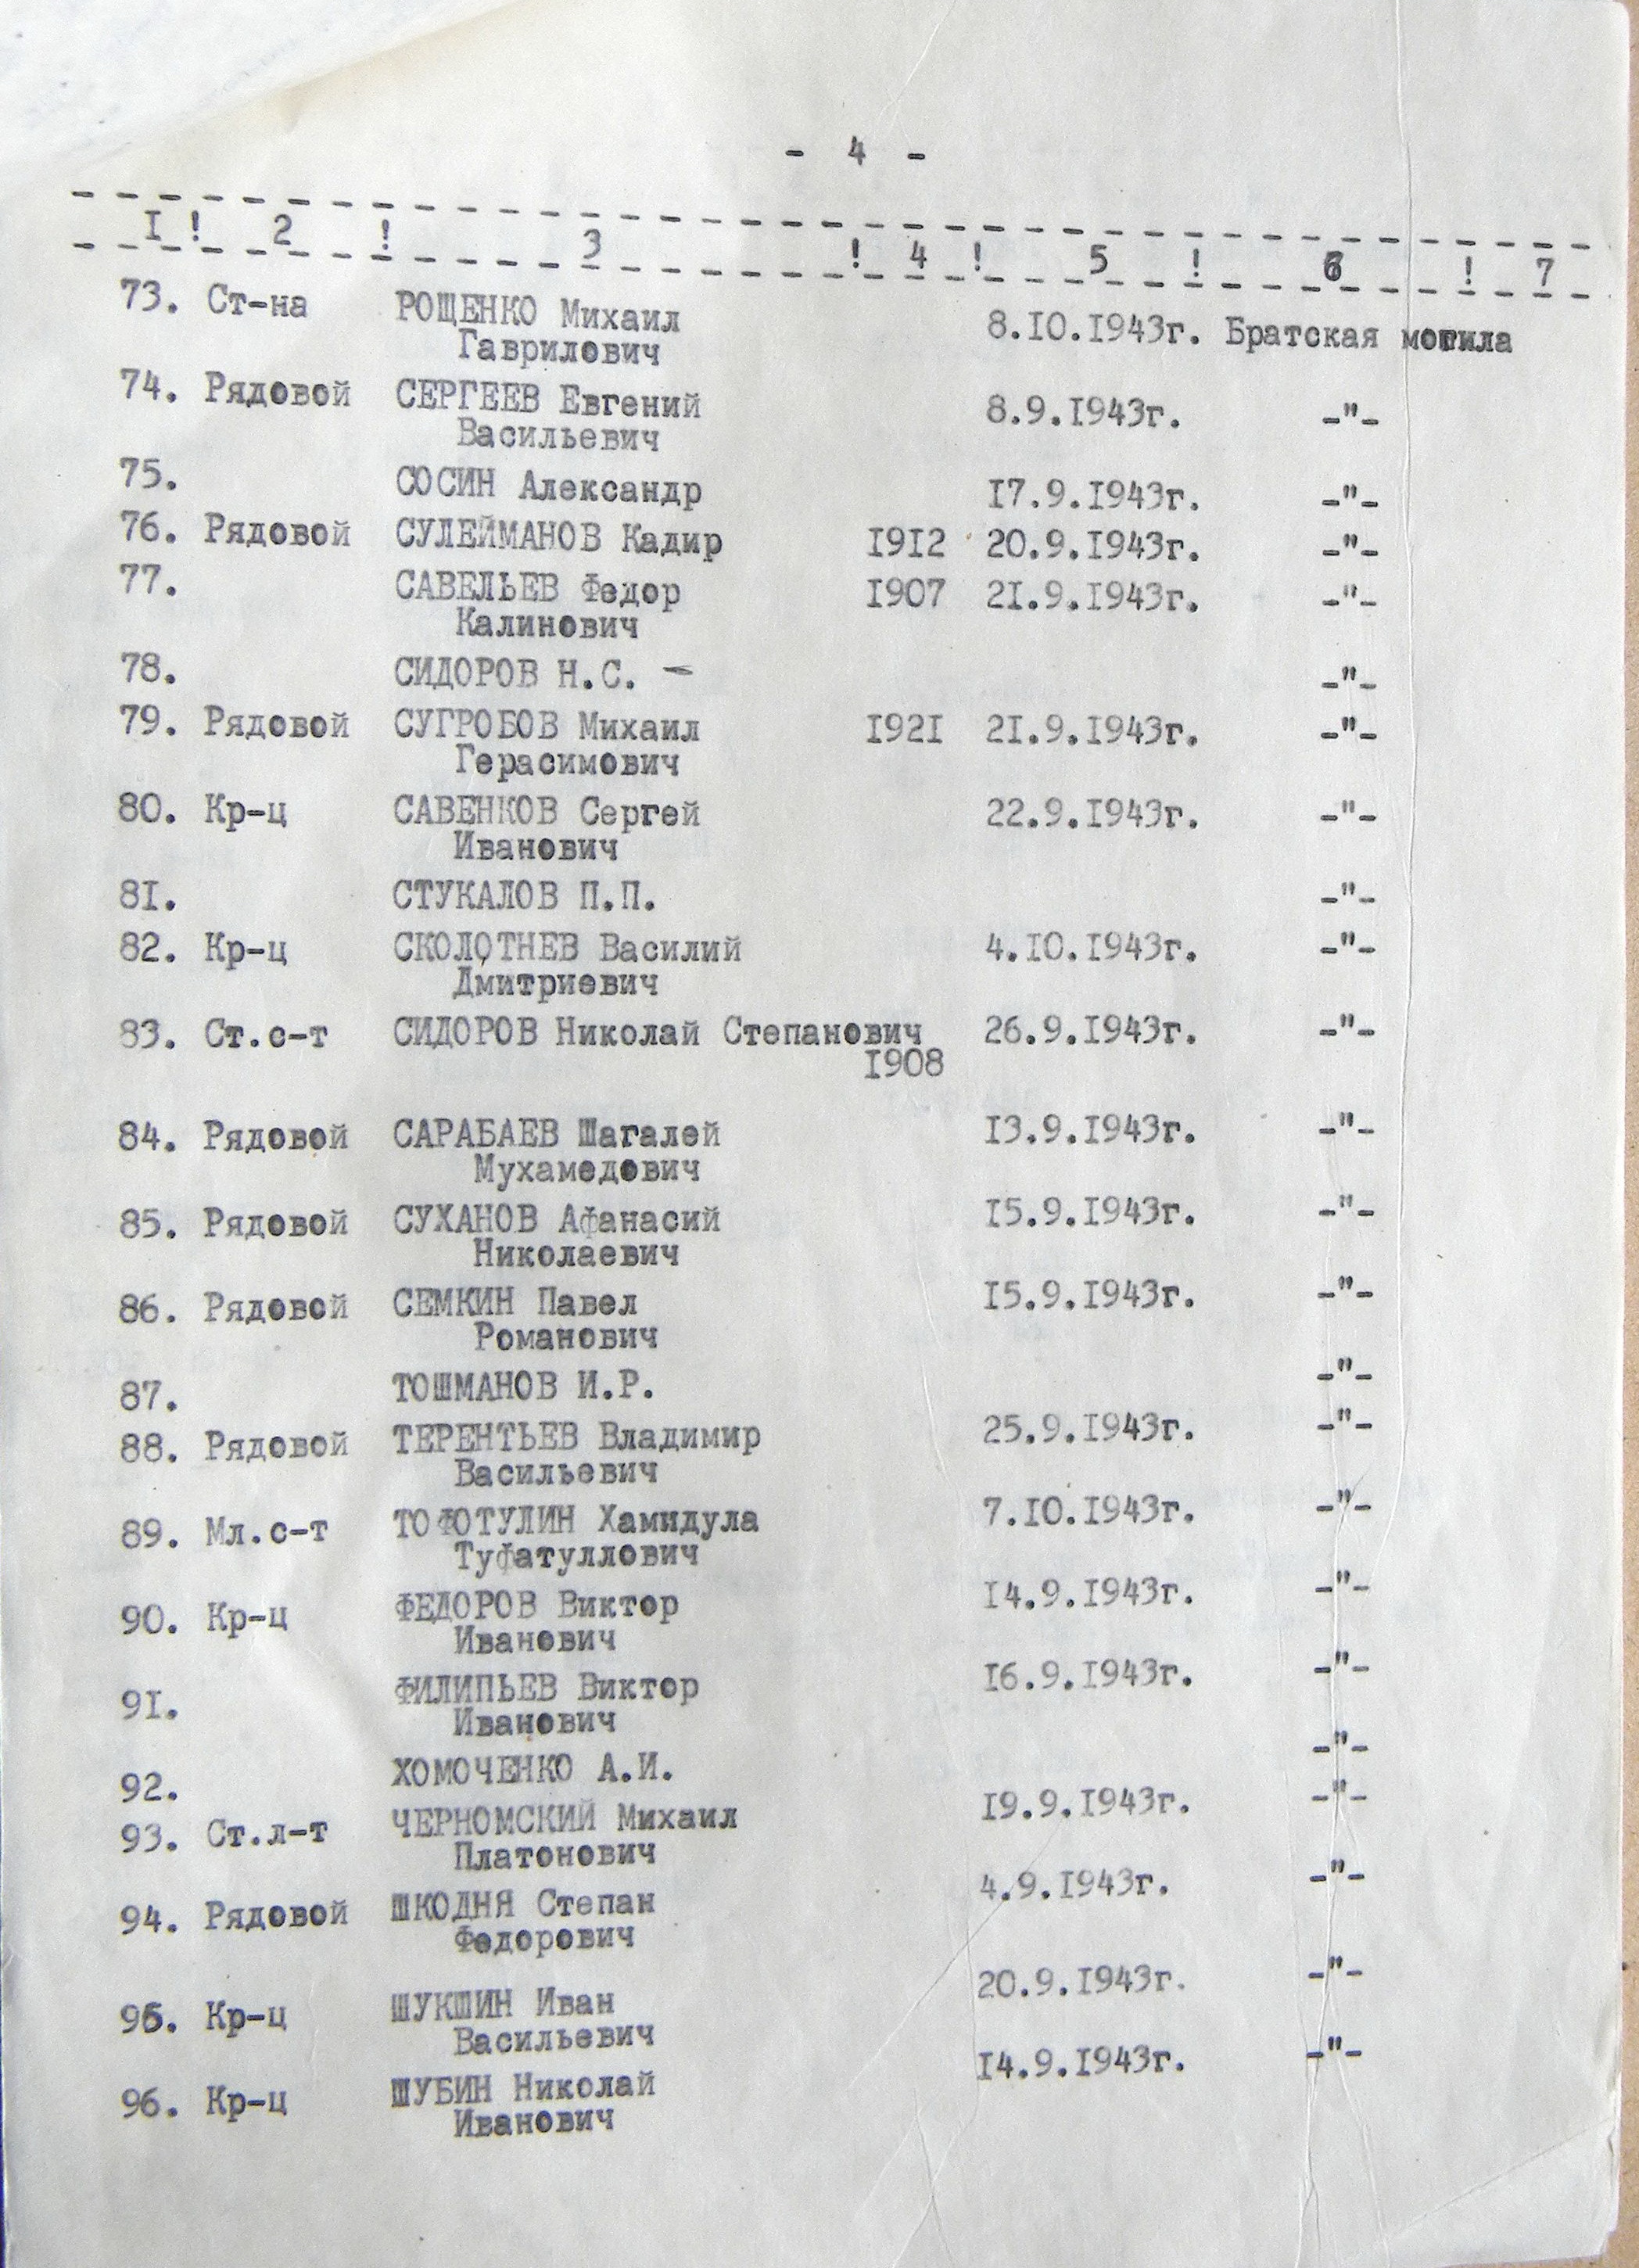 - 4 -
I ! 2 ! 3 ! 4 ! 5 ! 6 ! 7
73. Ст-на РОЩЕНКО Михаил 8.10.1943г. Братская могила
Гаврилович
74. Рядовой СЕРГЕЕВ Евгений 8.9.1943г. -"-
Васильевич
75. СОСИН Александр 17.9.1943г. -"-
76. Рядовой СУЛЕЙМАНОВ Кадир 1912 20.9.1943г. -"-
77. САВЕЛЬЕВ Федор 1907 21.9.1943г. -"-
Калинович
78. СИДОРОВ Н.С. - -"-
79. Рядовой СУГРОБОВ Михаил 1921 21.9.1943г. -"-
Герасимович
80. Кр-ц САВЕНКОВ Сергей 22.9.1943г. -"-
Иванович
81. СТУКАЛОВ П.П. -"-
82. Кр-ц СКОЛОТНЕВ Василий 4.10.1943г. -"-
Дмитриевич
83. Ст.с-т СИДОРОВ Николай Степанович 26.9.1943г. -"-
1908
84. Рядовой САРАБАЕВ Шагалей 13.9.1943г. -"-
Мухамедович
85. Рядовой СУХАНОВ Афанасий 15.9.1943г. -"-
Николаевич
86. Рядовой СЕМКИН Павел 15.9.1943г. -"-
Романович
87. ТОШМАНОВ И.Р. -"-
88. Рядовой ТЕРЕНТЬЕВ Владимир 25.9.1943г. -"-
Васильевич
89. Мл.с-т ТОФОТУЛИН Хамидула 7.10.1943г. -"-
Туфатуллович
90. Кр-ц ФЕДОРОВ Виктор 14.9.1943г. -"-
Иванович
91. ФИЛИПЬЕВ Виктор 16.9.1943г. -"-
Иванович
92. ХОМОЧЕНКО А.И. -"-
93. Ст.л-т ЧЕРНОМСКИЙ Михаил 19.9.1943г. -"-
Платонович
94. Рядовой ШКОДНЯ Степан 4.9.1943г. -"-
Федорович
95. Кр-ц ШУКШИН Иван 20.9.1943г. -"-
Васильевич
96. Кр-ц ШУБИН Николай 14.9.1943г. -"-
Иванович